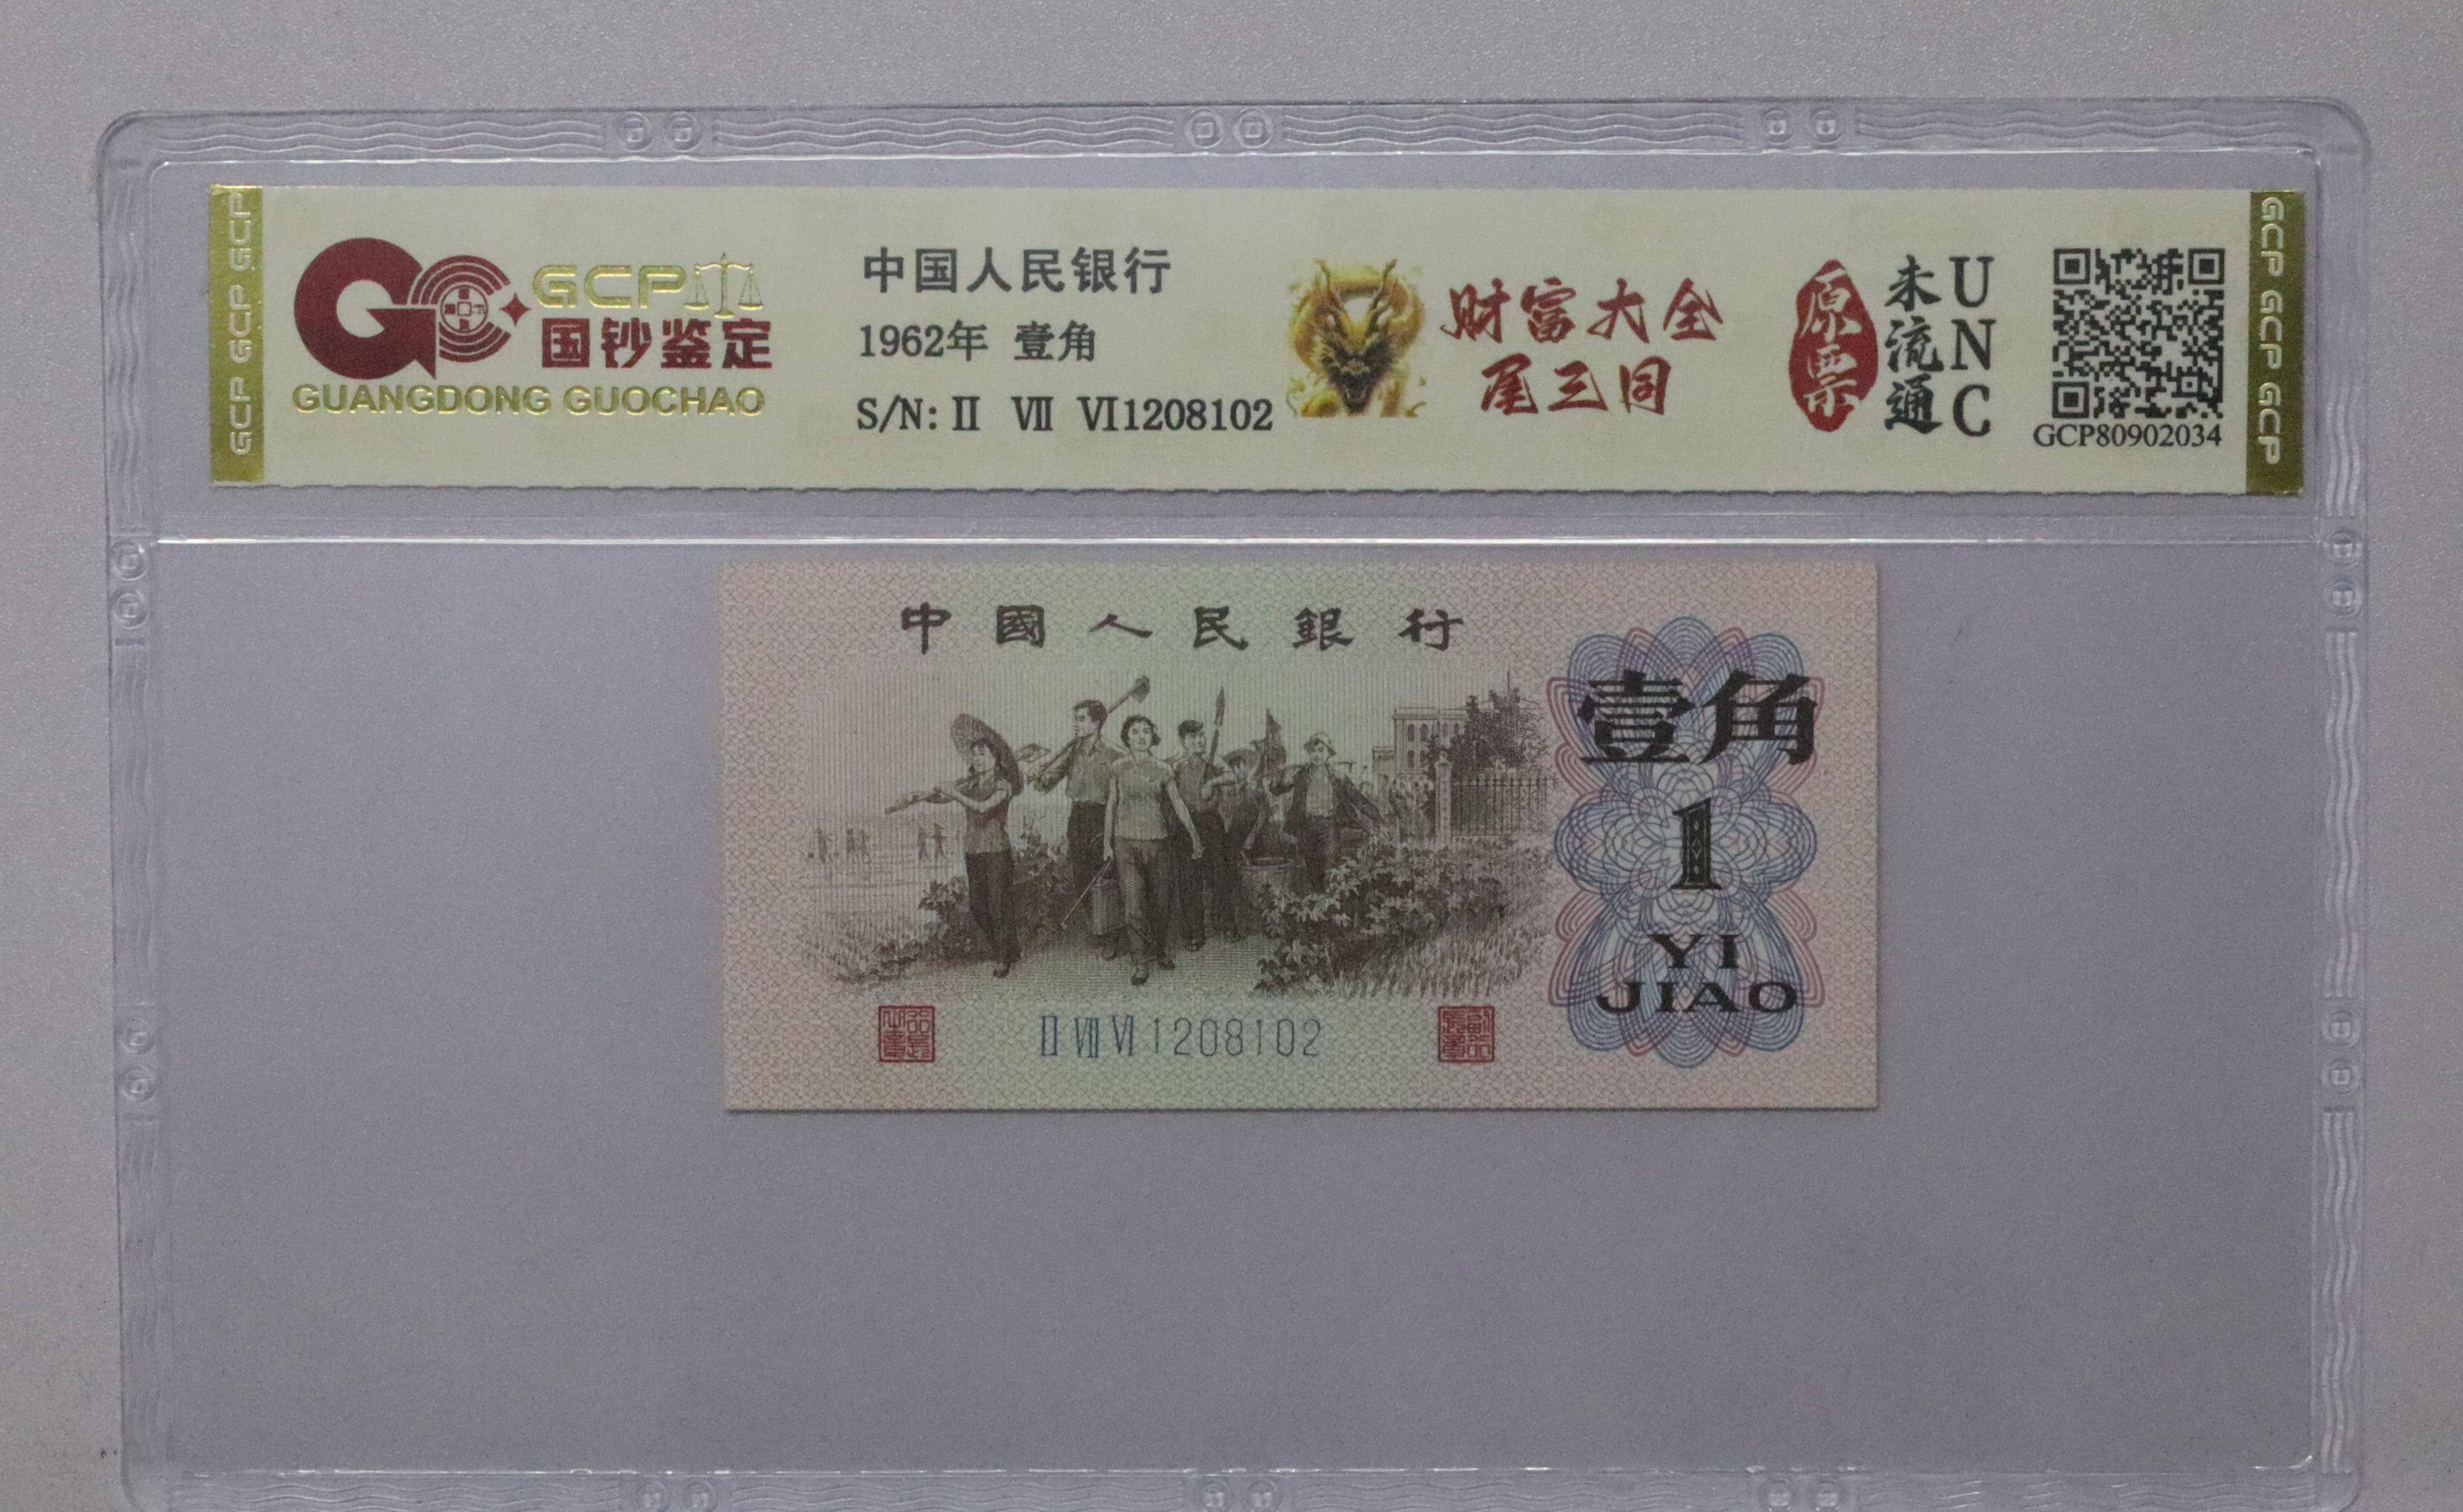 GCP GCP GCP
GCP
国钞鉴定
GUANGDONG GUOCHAO
中国人民银行
1962年 壹角
S/N: II VII VI1208102
财富大全
尾三同
原票
未流通
UNC
GCP80902034
GCP GCP GCP
中國人民銀行
壹角
1
YI
JIAO
II VII VI 1208102